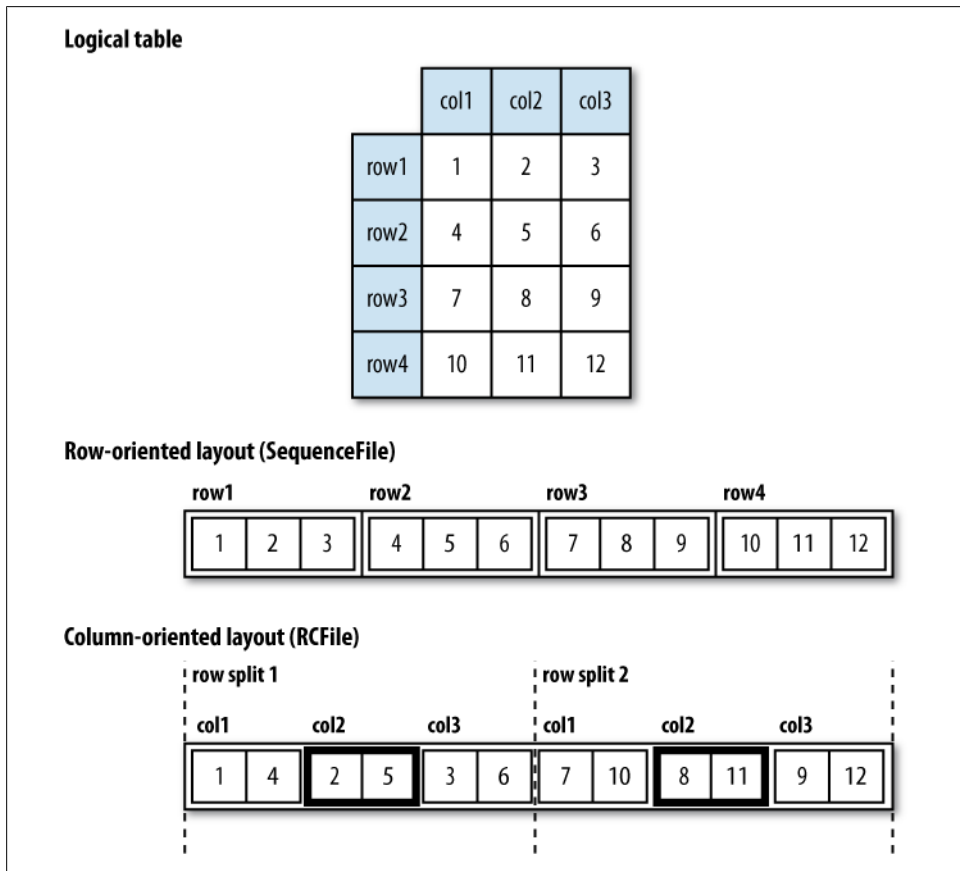 Logical table
col1 col2 col3
row1 1 2 3
row2 4 5 6
row3 7 8 9
row4 10 11 12
Row-oriented layout (SequenceFile)
row1 row2 row3 row4
1 2 3 4 5 6 7 8 9 10 11 12
Column-oriented layout (RCFile)
row split 1 row split 2
col1 col2 col3 col1 col2 col3
1 4 2 5 3 6 7 10 8 11 9 12